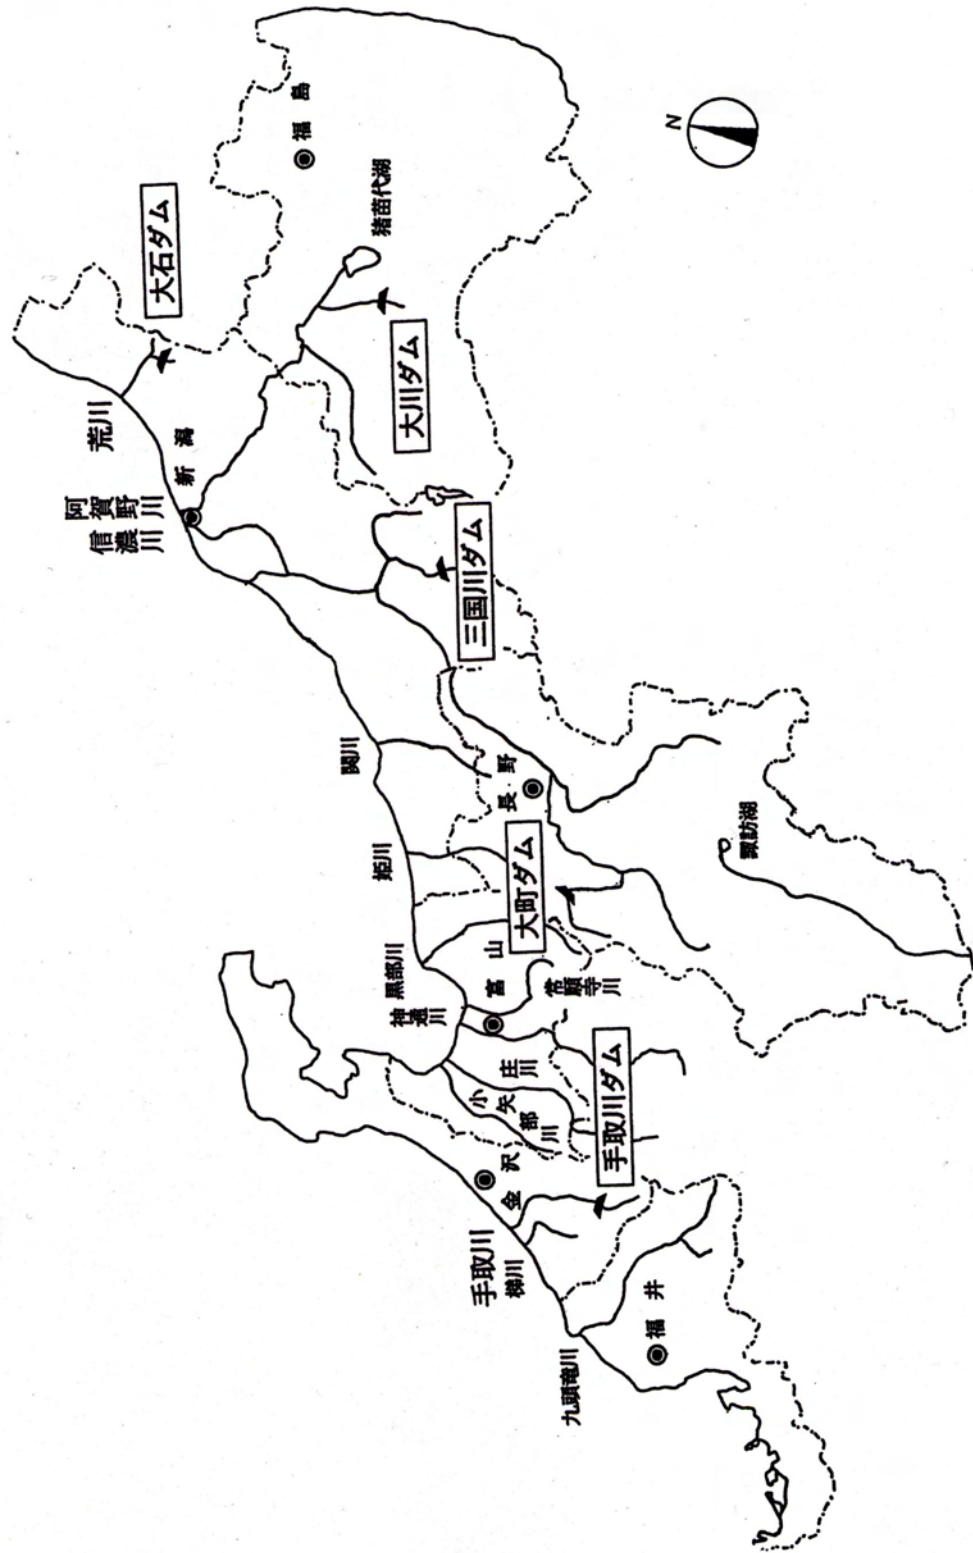 N
福島
猪苗代湖
大石ダム
大川ダム
荒川
新潟
阿賀野川
信濃川
三国川ダム
関川
長野
諏訪湖
姫川
大町ダム
黒部川
富山
常願寺川
神通川
庄川
小矢部川
手取川ダム
金沢
手取川
梯川
福井
九頭竜川